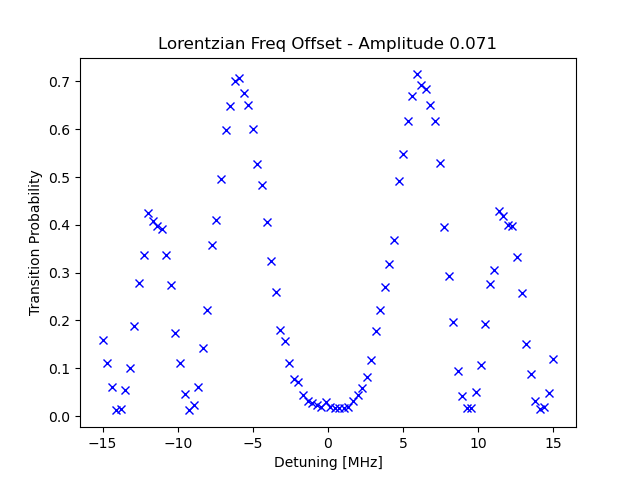 Lorentzian Freq Offset - Amplitude 0.071
0.7
0.6
0.5
0.4
0.3
0.2
0.1
0.0
Transition Probability
−15 −10 −5 0 5 10 15
Detuning [MHz]